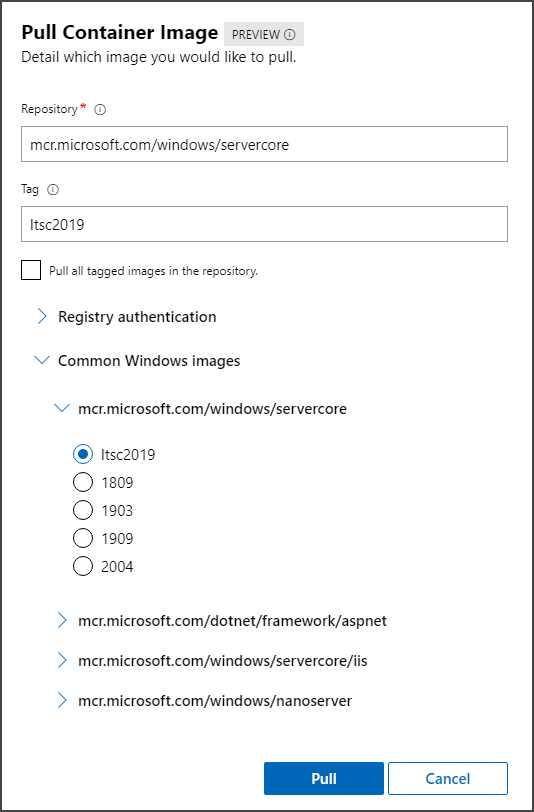 Pull Container Image PREVIEW
Detail which image you would like to pull.
Repository*
mcr.microsoft.com/windows/servercore
Tag
ltsc2019
Pull all tagged images in the repository.
Registry authentication
Common Windows images
mcr.microsoft.com/windows/servercore
ltsc2019
1809
1903
1909
2004
mcr.microsoft.com/dotnet/framework/aspnet
mcr.microsoft.com/windows/servercore/iis
mcr.microsoft.com/windows/nanoserver
Pull Cancel